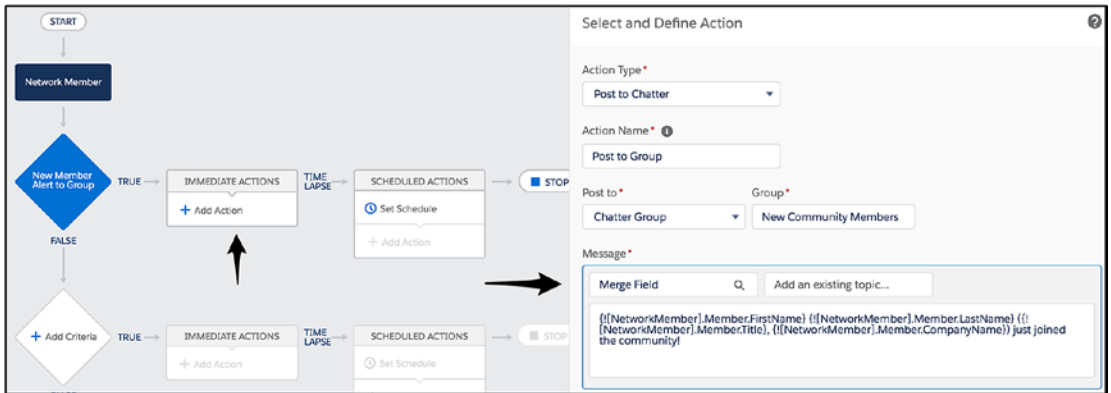 START
Network Member
New Member
Alert to Group
TRUE
IMMEDIATE ACTIONS
+ Add Action
TIME
LAPSE
SCHEDULED ACTIONS
Set Schedule
+ Add Action
STOP
FALSE
+ Add Criteria
TRUE
IMMEDIATE ACTIONS
+ Add Action
TIME
LAPSE
SCHEDULED ACTIONS
Set Schedule
STOP
Select and Define Action
?
Action Type*
Post to Chatter
Action Name* i
Post to Group
Post to*
Group*
Chatter Group
New Community Members
Message*
Merge Field
Add an existing topic...
{![NetworkMember].Member.FirstName} {![NetworkMember].Member.LastName} ({!
[NetworkMember].Member.Title}, {![NetworkMember].Member.CompanyName}) just joined
the community!